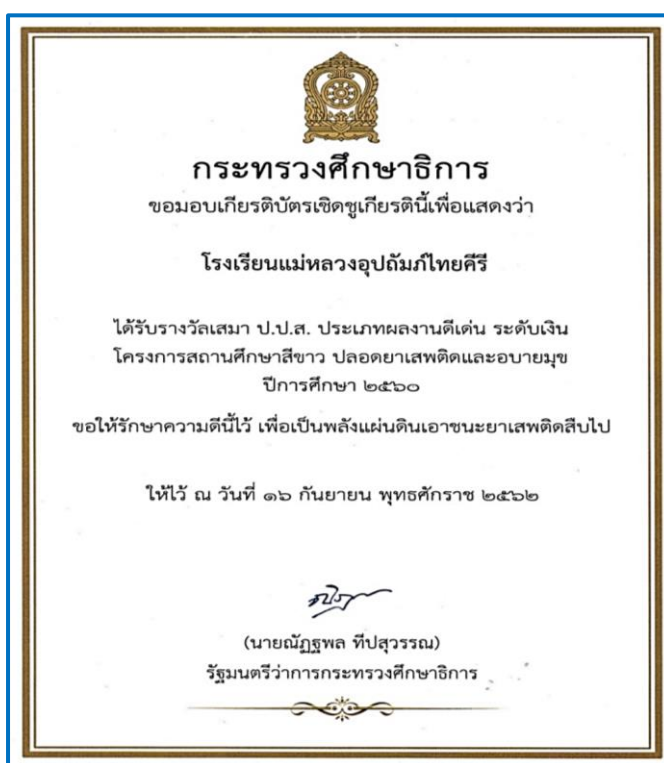 กระทรวงศึกษาธิการ
ขอมอบเกียรติบัตรเชิดชูเกียรตินี้เพื่อแสดงว่า
โรงเรียนแม่หลวงอุปถัมภ์ไทยคีรี
ได้รับรางวัลเสมา ป.ป.ส. ประเภทผลงานดีเด่น ระดับเงิน
โครงการสถานศึกษาสีขาว ปลอดยาเสพติดและอบายมุข
ปีการศึกษา ๒๕๖๐
ขอให้รักษาความดีนี้ไว้ เพื่อเป็นพลังแผ่นดินเอาชนะยาเสพติดสืบไป
ให้ไว้ ณ วันที่ ๑๖ กันยายน พุทธศักราช ๒๕๖๒
(นายณัฏฐพล ทีปสุวรรณ)
รัฐมนตรีว่าการกระทรวงศึกษาธิการ